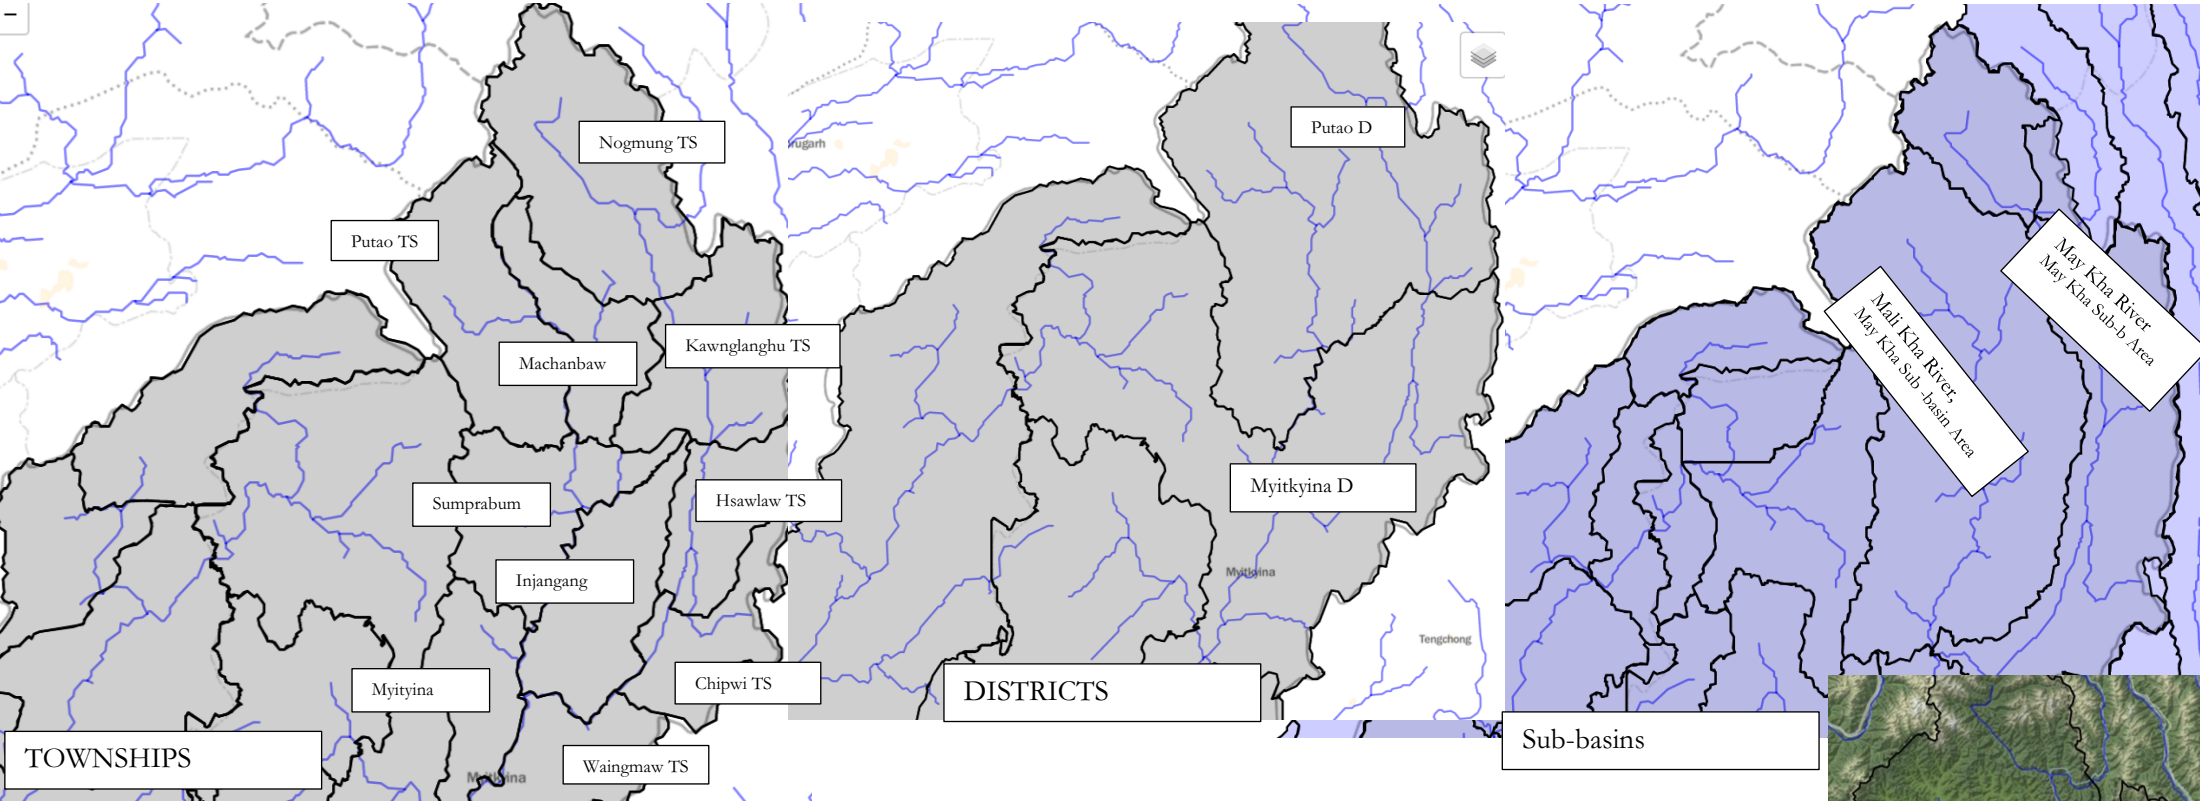 Nogmung TS
Putao TS
Machanbaw
Kawnglanghu TS
Sumprabum
Hsawlaw TS
Injangang
Myityina
Chipwi TS
Waingmaw TS
TOWNSHIPS
Putao D
Myitkyina D
Myitkyina
Tengchong
DISTRICTS
May Kha River
May Kha Sub-b Area
Mali Kha River,
May Kha Sub -basin Area
Sub-basins